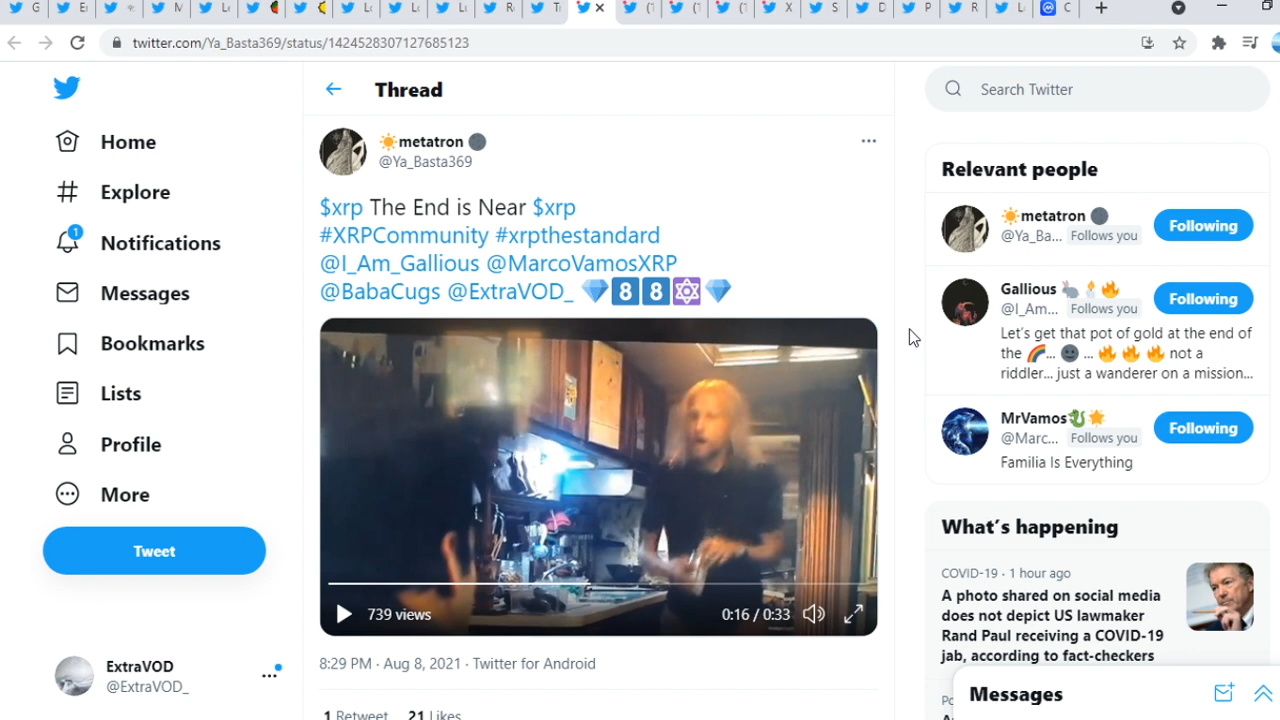 G
E
M
L
L
L
L
R
T
(1
(1
(1
X
S
D
P
R
L
C
twitter.com/Ya_Basta369/status/1424528307127685123
Home
Explore
1
Notifications
Messages
Bookmarks
Lists
Profile
More
Tweet
ExtraVOD
@ExtraVOD_
Thread
☀️metatron 🌑
@Ya_Basta369
$xrp The End is Near $xrp
#XRPCommunity #xrpthestandard
@I_Am_Gallious @MarcoVamosXRP
@BabaCugs @ExtraVOD_ 💎8️⃣8️⃣⚛️💎
739 views
0:16 / 0:33
8:29 PM · Aug 8, 2021 · Twitter for Android
1 Retweet 21 Likes
Search Twitter
Relevant people
☀️metatron 🌑
@Ya_Ba... Follows you
Following
Gallious 🐇🕯️🔥
@I_Am... Follows you
Following
Let's get that pot of gold at the end of
the 🌈... 🌚 ... 🔥 🔥 🔥 not a
riddler... just a wanderer on a mission...
MrVamos🐉☀️
@Marc... Follows you
Following
Familia Is Everything
What's happening
COVID-19 · 1 hour ago
A photo shared on social media
does not depict US lawmaker
Rand Paul receiving a COVID-19
jab, according to fact-checkers
Messages